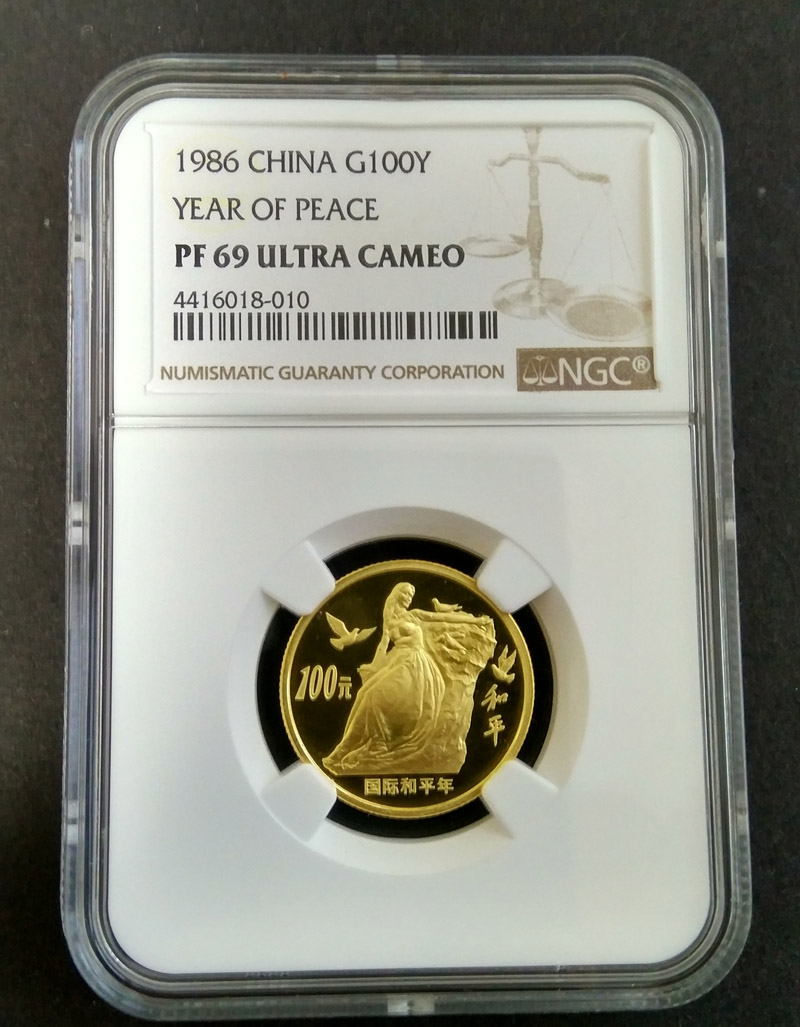 1986 CHINA G100Y
YEAR OF PEACE
PF 69 ULTRA CAMEO
4416018-010
NUMISMATIC GUARANTY CORPORATION
NGC®
100元
和平
国际和平年